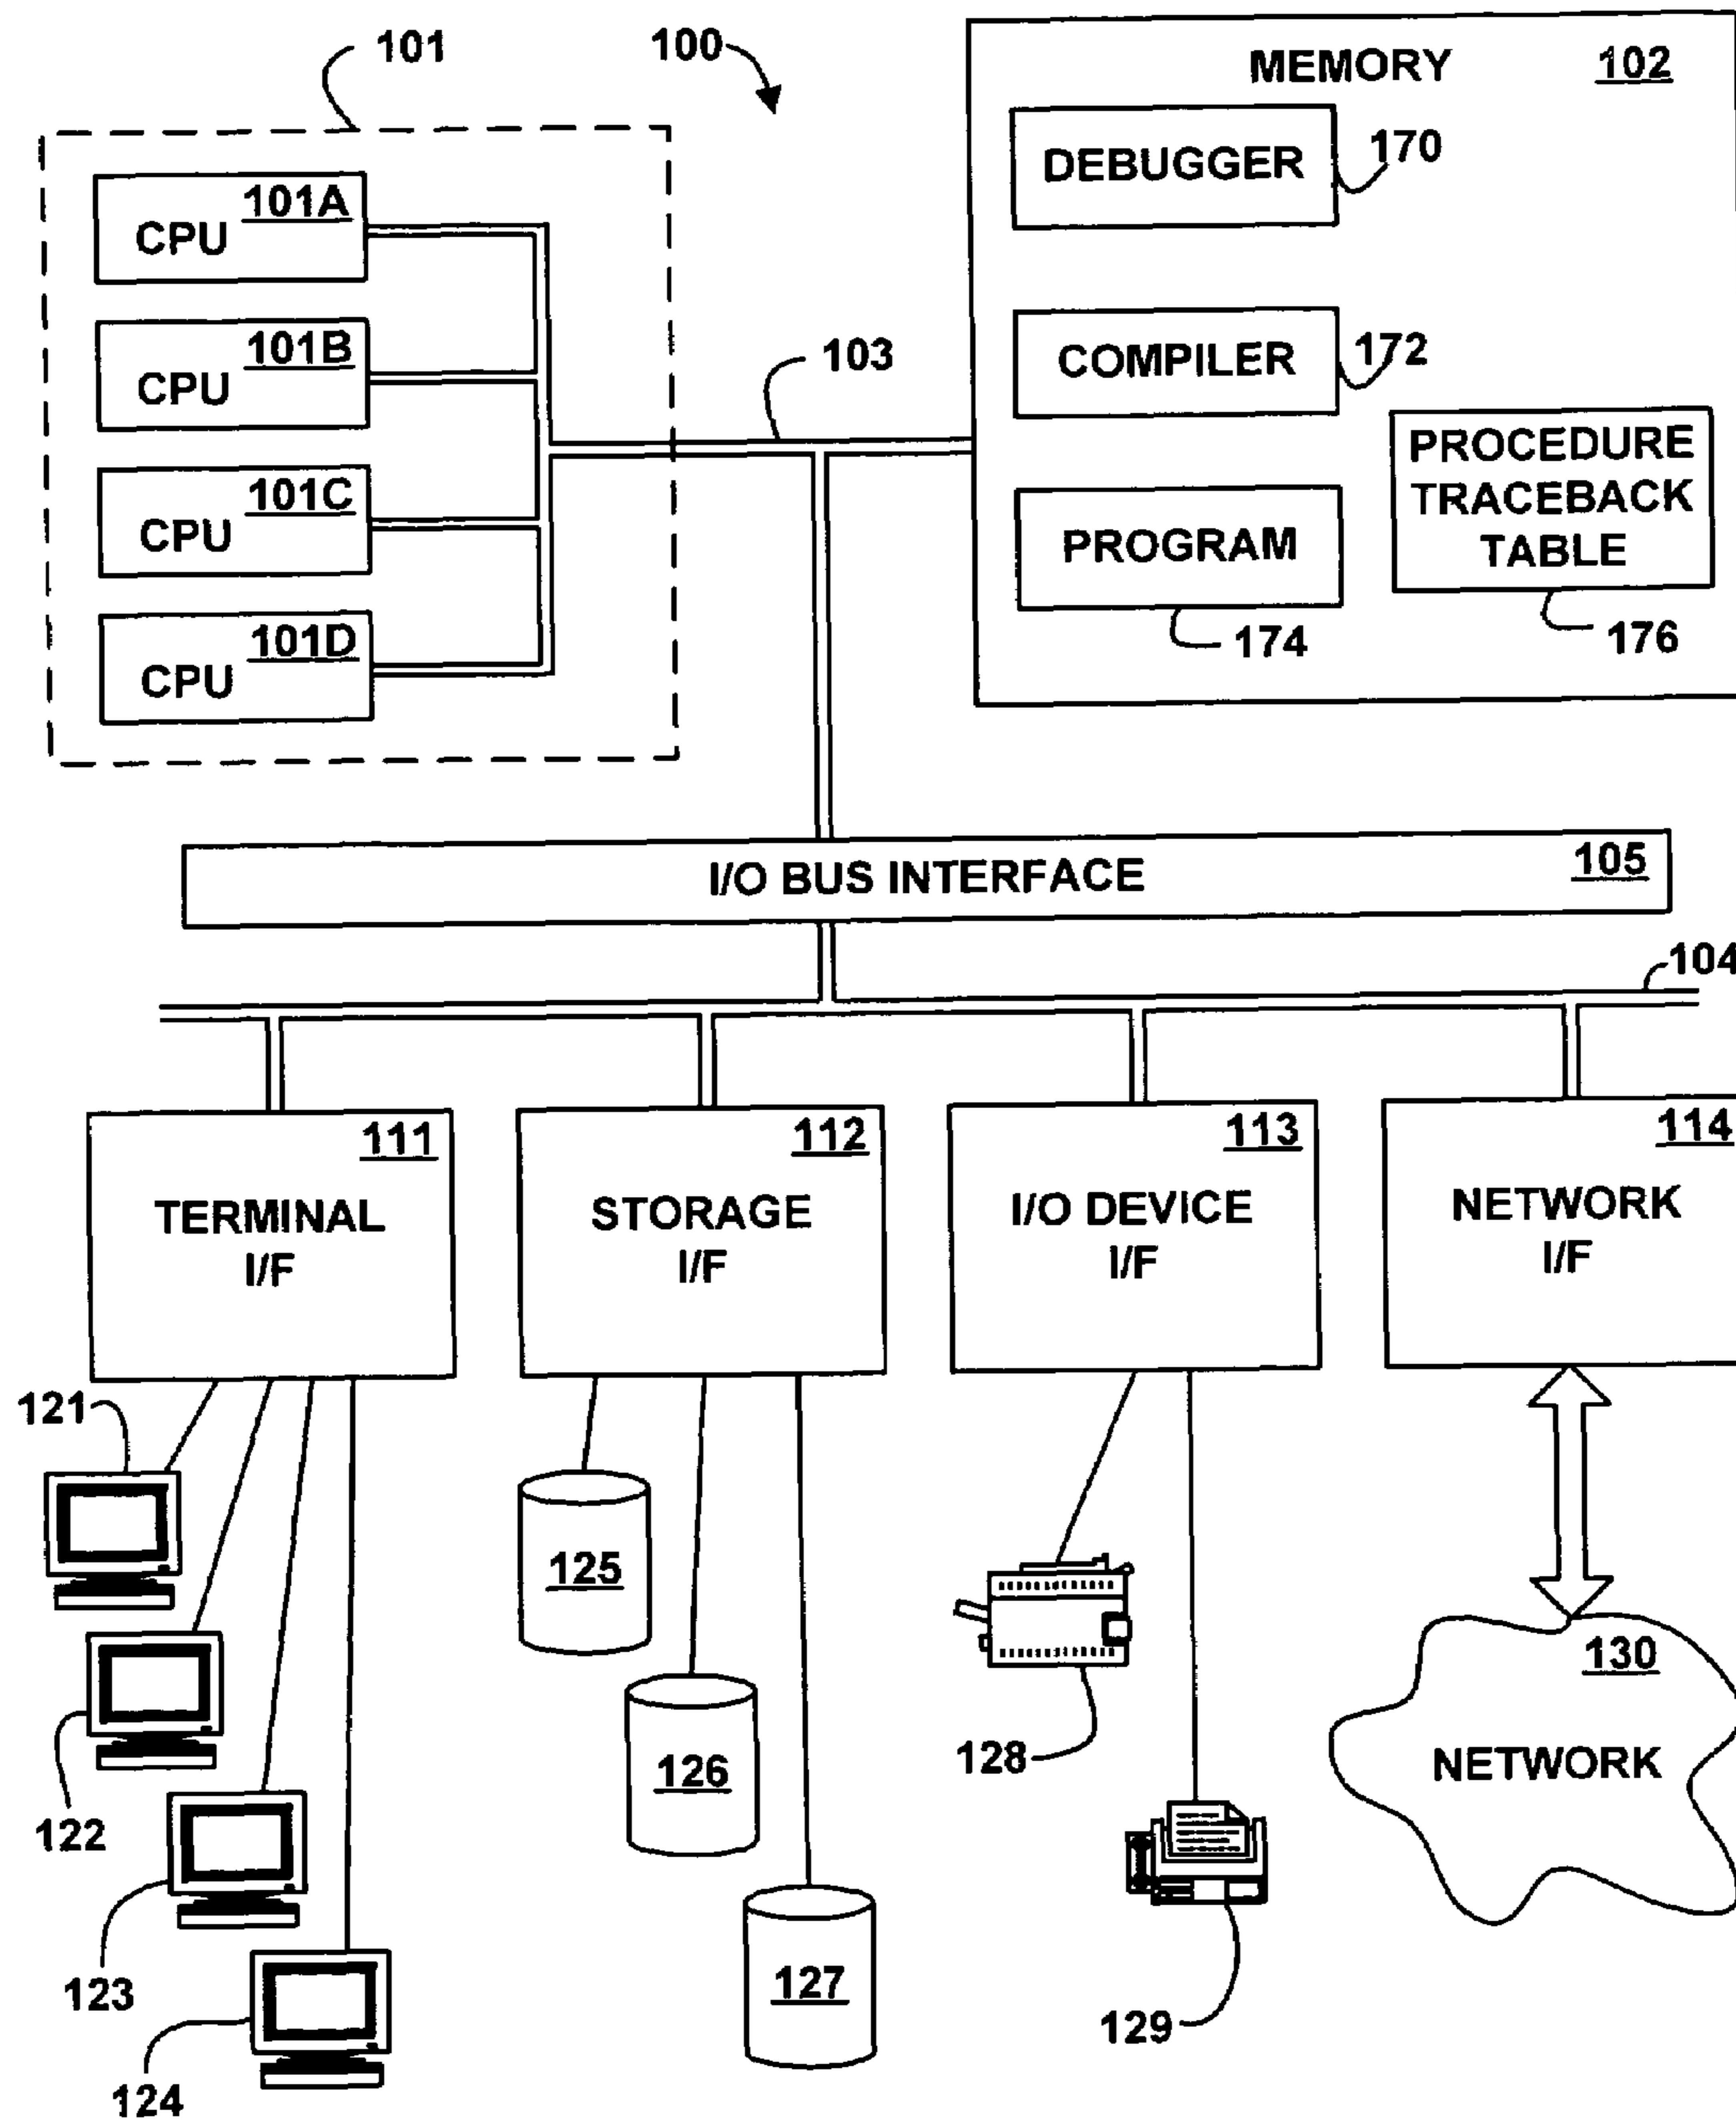 101
100
MEMORY 102
DEBUGGER
170
101A
CPU
101B
CPU
103
COMPILER
172
101C
CPU
PROCEDURE
TRACEBACK
TABLE
PROGRAM
101D
CPU
174
176
I/O BUS INTERFACE 105
104
111
TERMINAL
I/F
112
STORAGE
I/F
113
I/O DEVICE
I/F
114
NETWORK
I/F
121
122
123
124
125
126
127
128
129
130
NETWORK